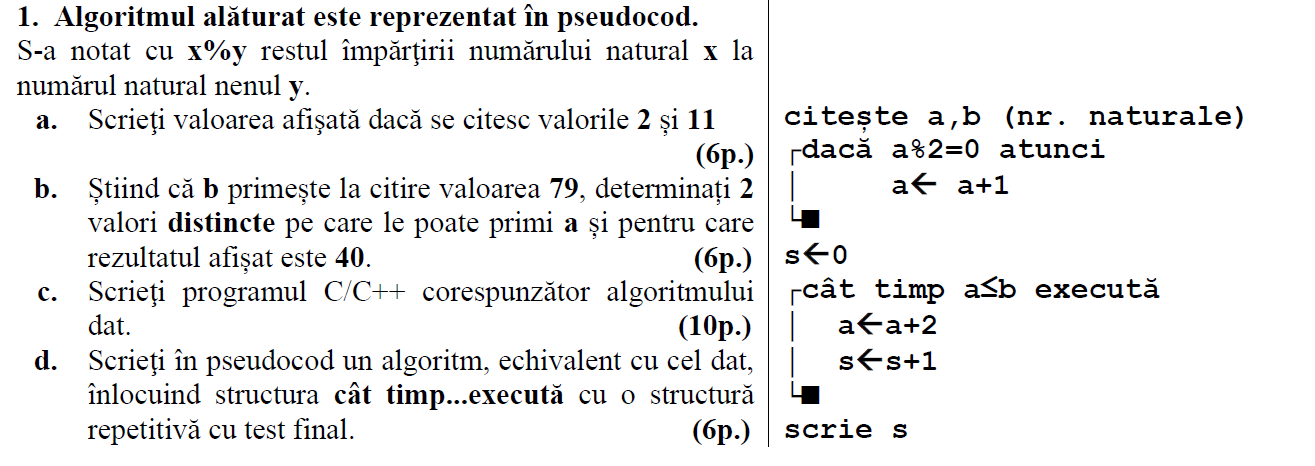 1. Algoritmul alăturat este reprezentat în pseudocod.
S-a notat cu x%y restul împărţirii numărului natural x la
numărul natural nenul y.
a. Scrieţi valoarea afişată dacă se citesc valorile 2 și 11
(6p.)
b. Știind că b primește la citire valoarea 79, determinați 2
valori distincte pe care le poate primi a și pentru care
rezultatul afișat este 40. (6p.)
c. Scrieţi programul C/C++ corespunzător algoritmului
dat. (10p.)
d. Scrieţi în pseudocod un algoritm, echivalent cu cel dat,
înlocuind structura cât timp...execută cu o structură
repetitivă cu test final. (6p.)
citește a,b (nr. naturale)
┌dacă a%2=0 atunci
│ a← a+1
└■
s←0
┌cât timp a≤b execută
│ a←a+2
│ s←s+1
└■
scrie s